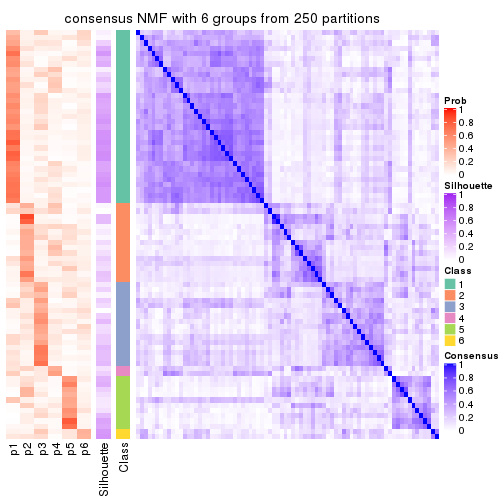 consensus NMF with 6 groups from 250 partitions
Prob
1
0.8
0.6
0.4
0.2
0
Silhouette
1
0.8
0.6
0.4
0.2
0
Class
1
2
3
4
5
6
Consensus
1
0.8
0.6
0.4
0.2
0
p1
p2
p3
p4
p5
p6
Silhouette
Class